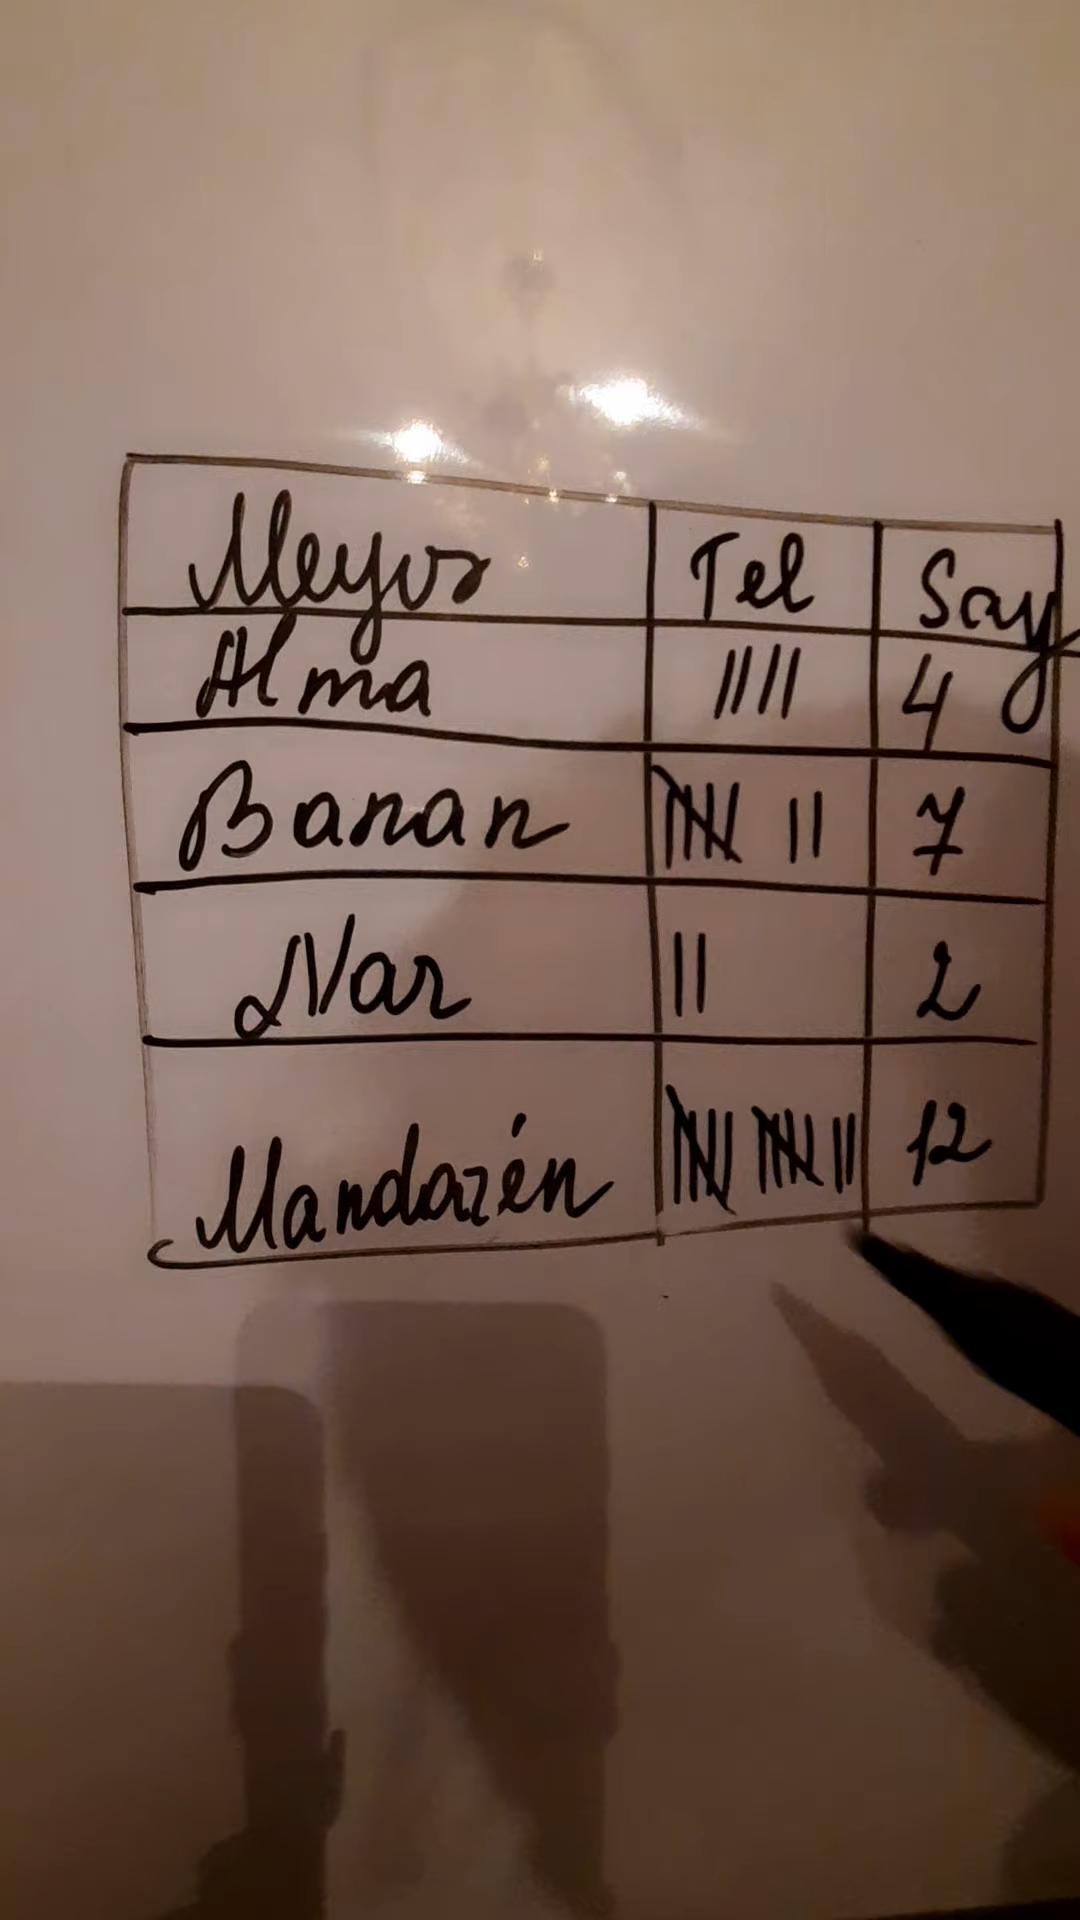 Meyvə Tel Say
Alma //// 4
Banan 𝍸 || 7
Nar || 2
Mandarin 𝍸 𝍸 || 12